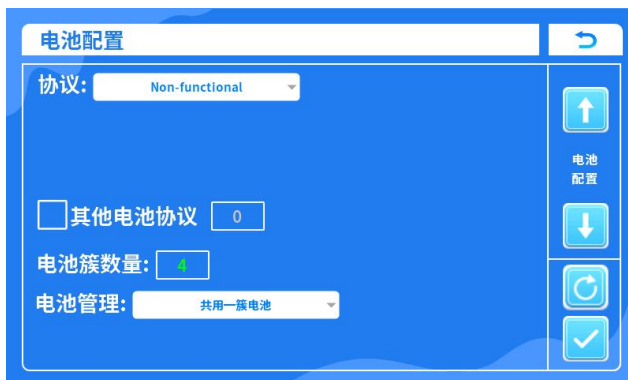 电池配置
协议: Non-functional
电池
配置
其他电池协议 0
电池簇数量: 4
电池管理: 共用一簇电池